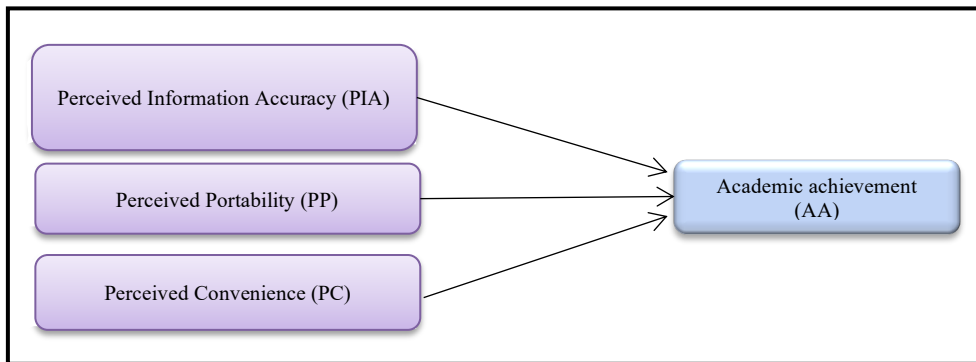 Perceived Information Accuracy (PIA)
Perceived Portability (PP)
Perceived Convenience (PC)
Academic achievement
(AA)